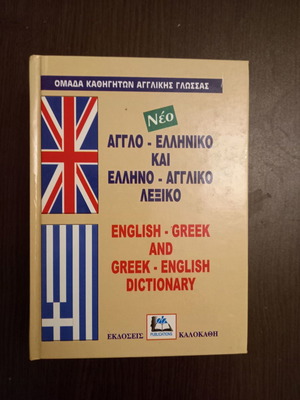 ΟΜΑΔΑ ΚΑΘΗΓΗΤΩΝ ΑΓΓΛΙΚΗΣ ΓΛΩΣΣΑΣ
Νέο
ΑΓΓΛΟ - ΕΛΛΗΝΙΚΟ
ΚΑΙ
ΕΛΛΗΝΟ - ΑΓΓΛΙΚΟ
ΛΕΞΙΚΟ
ENGLISH - GREEK
AND
GREEK - ENGLISH
DICTIONARY
PUBLICATIONS
ΕΚΔΟΣΕΙΣ ΚΑΛΟΚΑΘΗ